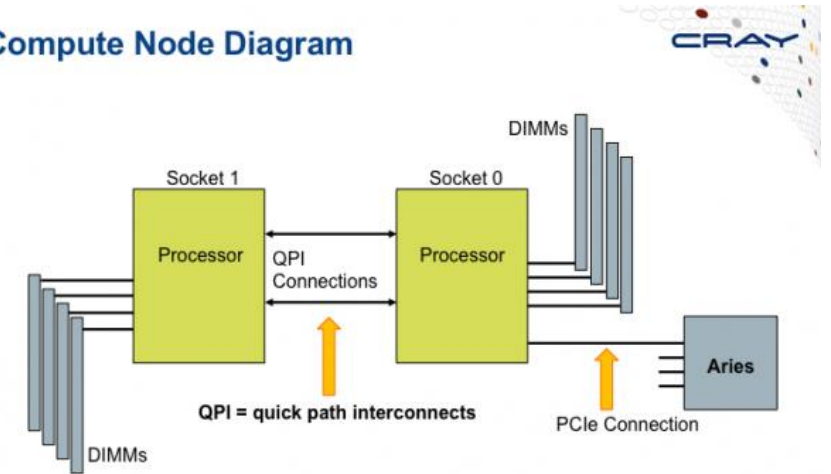 Compute Node Diagram
CRAY
DIMMs
Socket 1
Socket 0
Processor
QPI
Connections
Processor
Aries
QPI = quick path interconnects
PCIe Connection
DIMMs